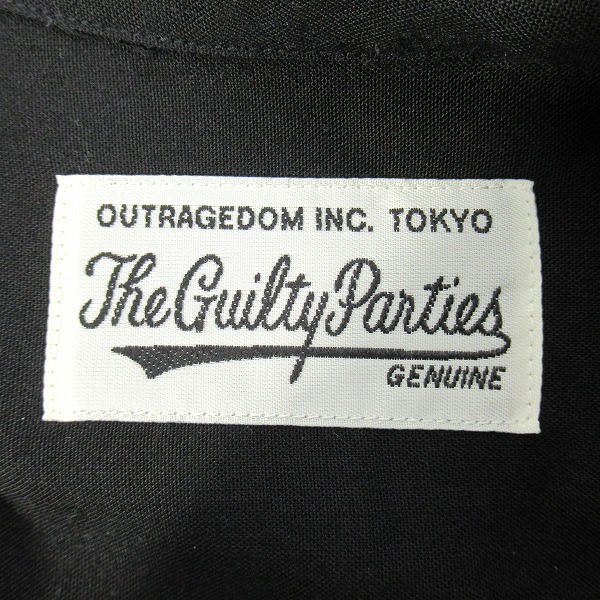 OUTRAGEDOM INC. TOKYO
The Guilty Parties
GENUINE